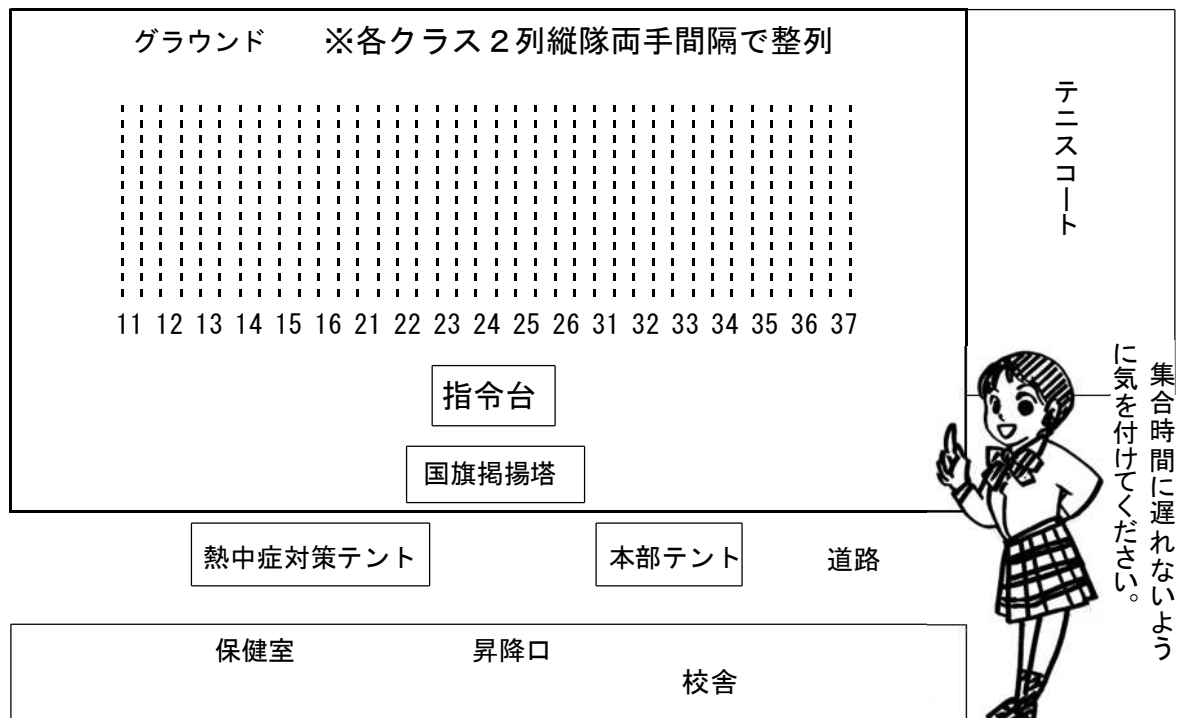 グラウンド　※各クラス２列縦隊両手間隔で整列
テニスコート
11 12 13 14 15 16 21 22 23 24 25 26 31 32 33 34 35 36 37
指令台
国旗掲揚塔
集合時間に遅れないよう
に気を付けてください。
熱中症対策テント
本部テント
道路
保健室
昇降口
校舎